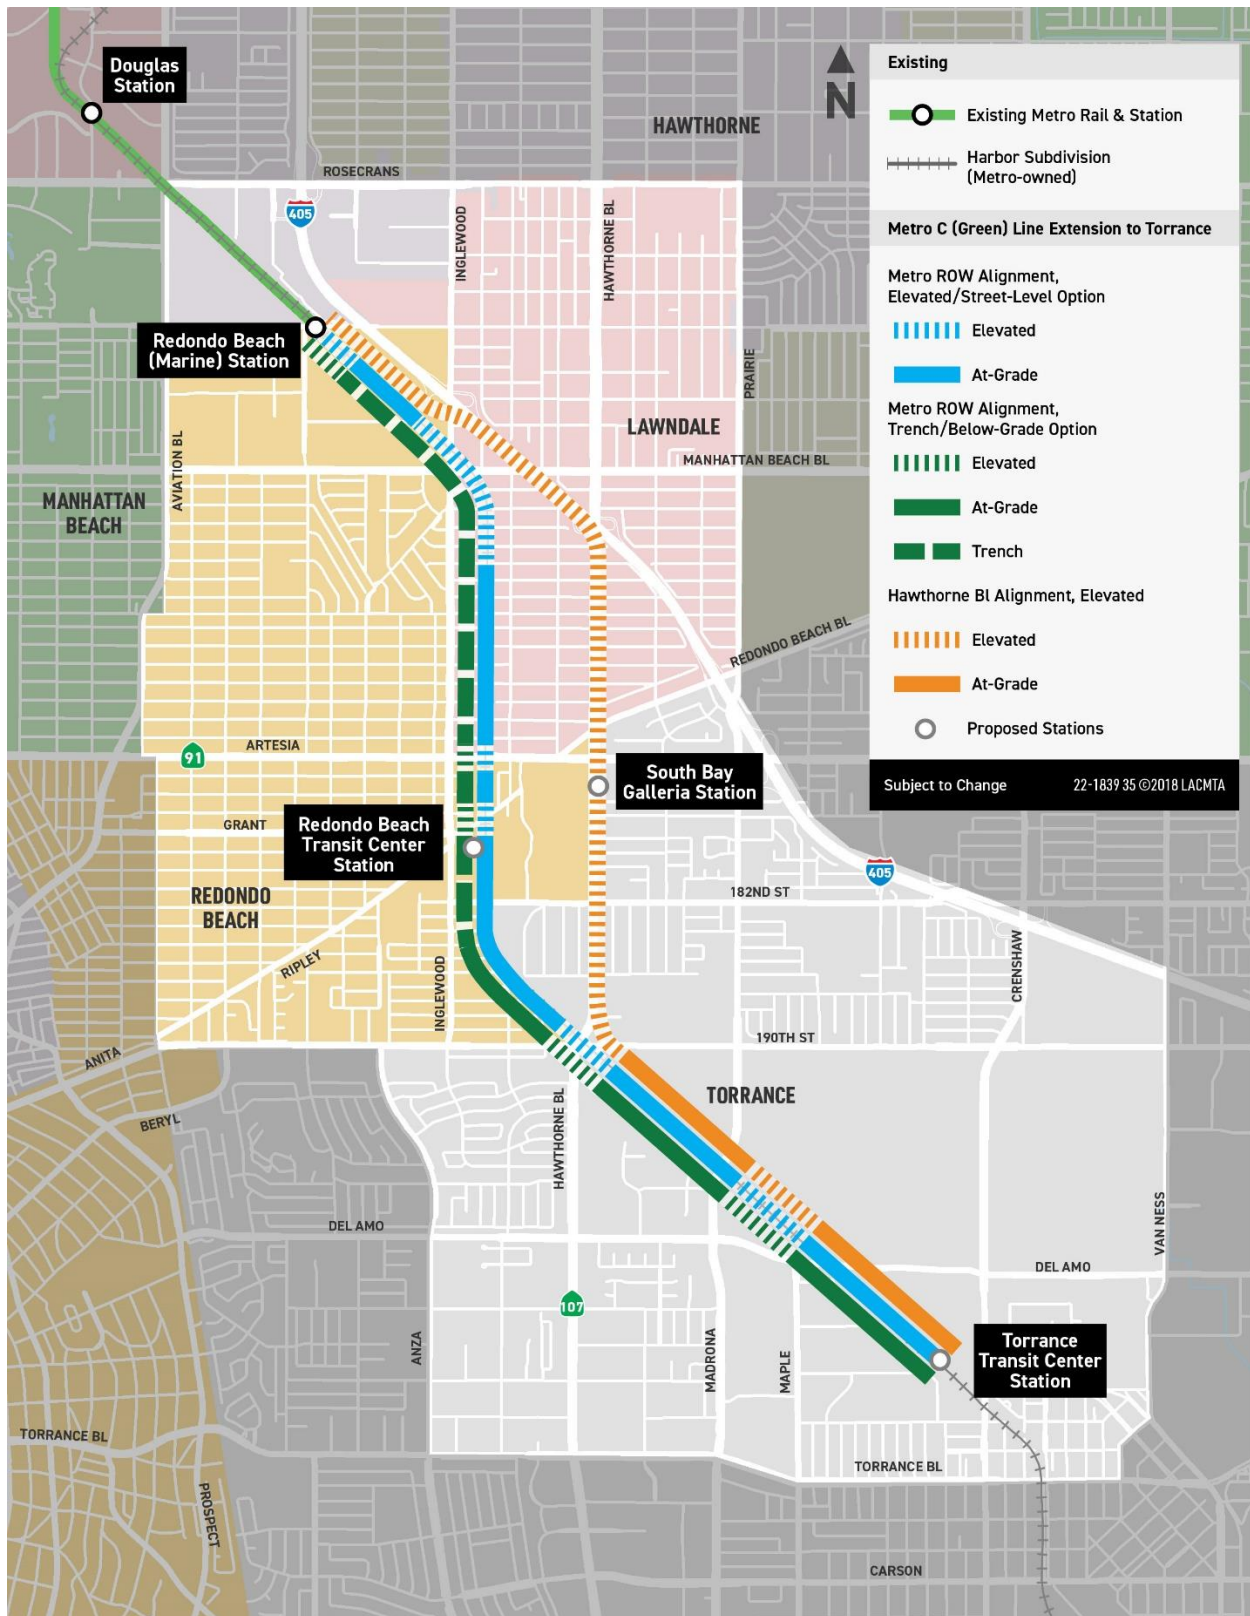 Douglas
Station
HAWTHORNE
N
ROSECRANS
405
INGLEWOOD
HAWTHORNE BL
Redondo Beach
(Marine) Station
PRAIRIE
LAWNDALE
MANHATTAN BEACH BL
AVIATION BL
MANHATTAN
BEACH
REDONDO BEACH BL
ARTESIA
91
South Bay
Galleria Station
GRANT
Redondo Beach
Transit Center
Station
405
182ND ST
REDONDO
BEACH
RIPLEY
INGLEWOOD
CRENSHAW
190TH ST
ANITA
TORRANCE
BERYL
HAWTHORNE BL
DEL AMO
VAN NESS
DEL AMO
107
ANZA
MADRONA
MAPLE
Torrance
Transit Center
Station
TORRANCE BL
TORRANCE BL
PROSPECT
CARSON
Existing
Existing Metro Rail & Station
Harbor Subdivision
(Metro-owned)
Metro C (Green) Line Extension to Torrance
Metro ROW Alignment,
Elevated/Street-Level Option
Elevated
At-Grade
Metro ROW Alignment,
Trench/Below-Grade Option
Elevated
At-Grade
Trench
Hawthorne Bl Alignment, Elevated
Elevated
At-Grade
Proposed Stations
Subject to Change
22-1839 35 ©2018 LACMTA